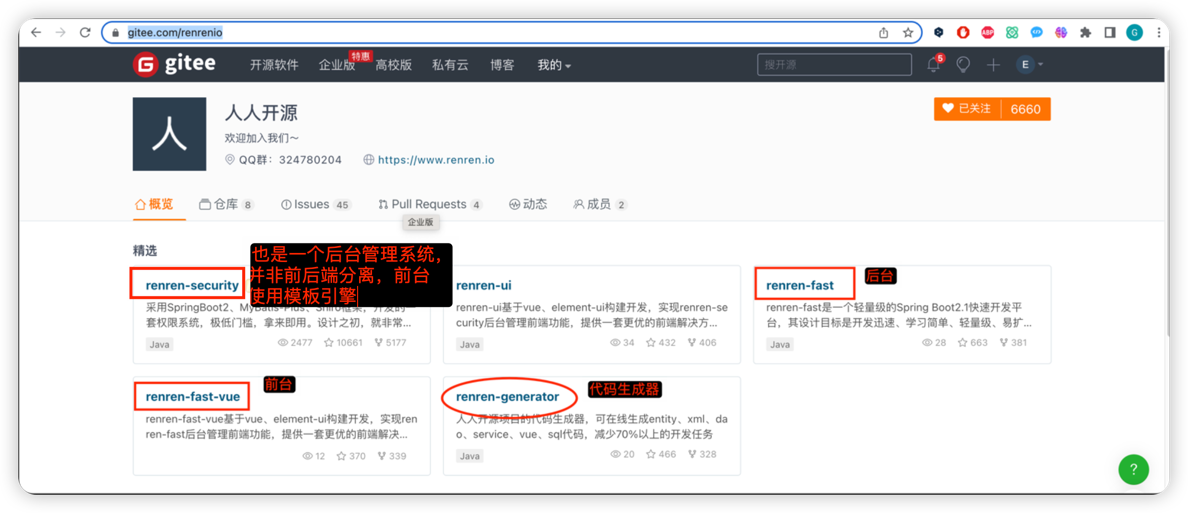 gitee.com/renrenio
G
gitee
开源软件
企业版
特惠
高校版
私有云
博客
我的
搜开源
5
E
人
人人开源
欢迎加入我们~
QQ群: 324780204
https://www.renren.io
已关注
6660
概览
仓库 8
Issues 45
Pull Requests 4
动态
成员 2
企业版
精选
也是一个后台管理系统,
并非前后端分离, 前台
使用模板引擎
renren-security
采用SpringBoot2、MyBatis-Plus、Shiro框架, 开发的一
套权限系统, 极低门槛, 拿来即用。设计之初, 就非常...
Java
2477
10661
5177
renren-ui
renren-ui基于vue、element-ui构建开发, 实现renren-se
curity后台管理前端功能, 提供一套更优的前端解决方...
Java
34
432
406
renren-fast
后台
renren-fast是一个轻量级的Spring Boot2.1快速开发平
台, 其设计目标是开发迅速、学习简单、轻量级、易扩...
Java
28
663
381
renren-fast-vue
前台
renren-fast-vue基于vue、element-ui构建开发, 实现ren
ren-fast后台管理前端功能, 提供一套更优的前端解决...
12
370
339
renren-generator
代码生成器
人人开源项目的代码生成器, 可在线生成entity、xml、da
o、service、vue、sql代码, 减少70%以上的开发任务
Java
20
466
328
?